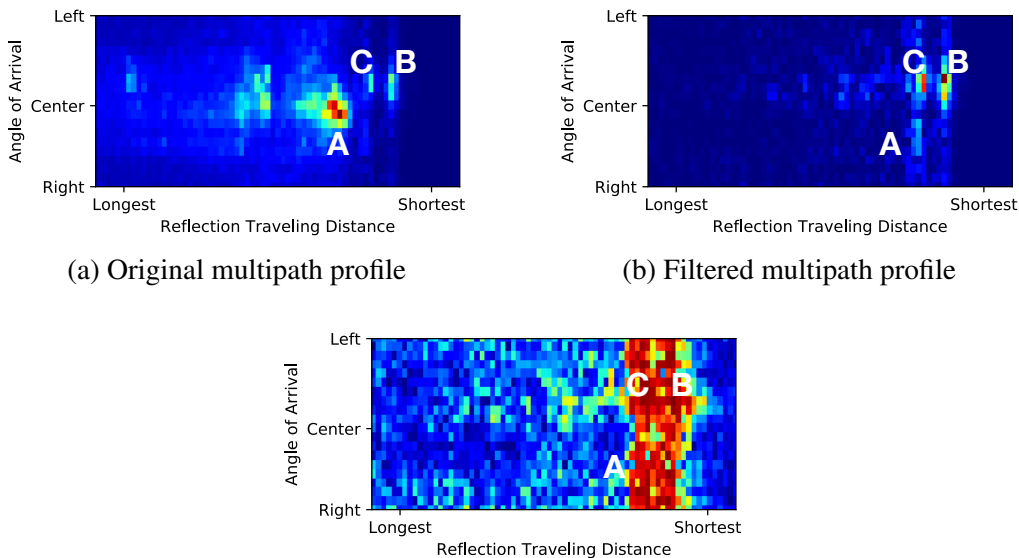 Left
Center
Right
Angle of Arrival
C B
A
Longest Shortest
Reflection Traveling Distance
(a) Original multipath profile
Left
Center
Right
Angle of Arrival
C B
A
Longest Shortest
Reflection Traveling Distance
(b) Filtered multipath profile
Left
Center
Right
Angle of Arrival
C B
A
Longest Shortest
Reflection Traveling Distance